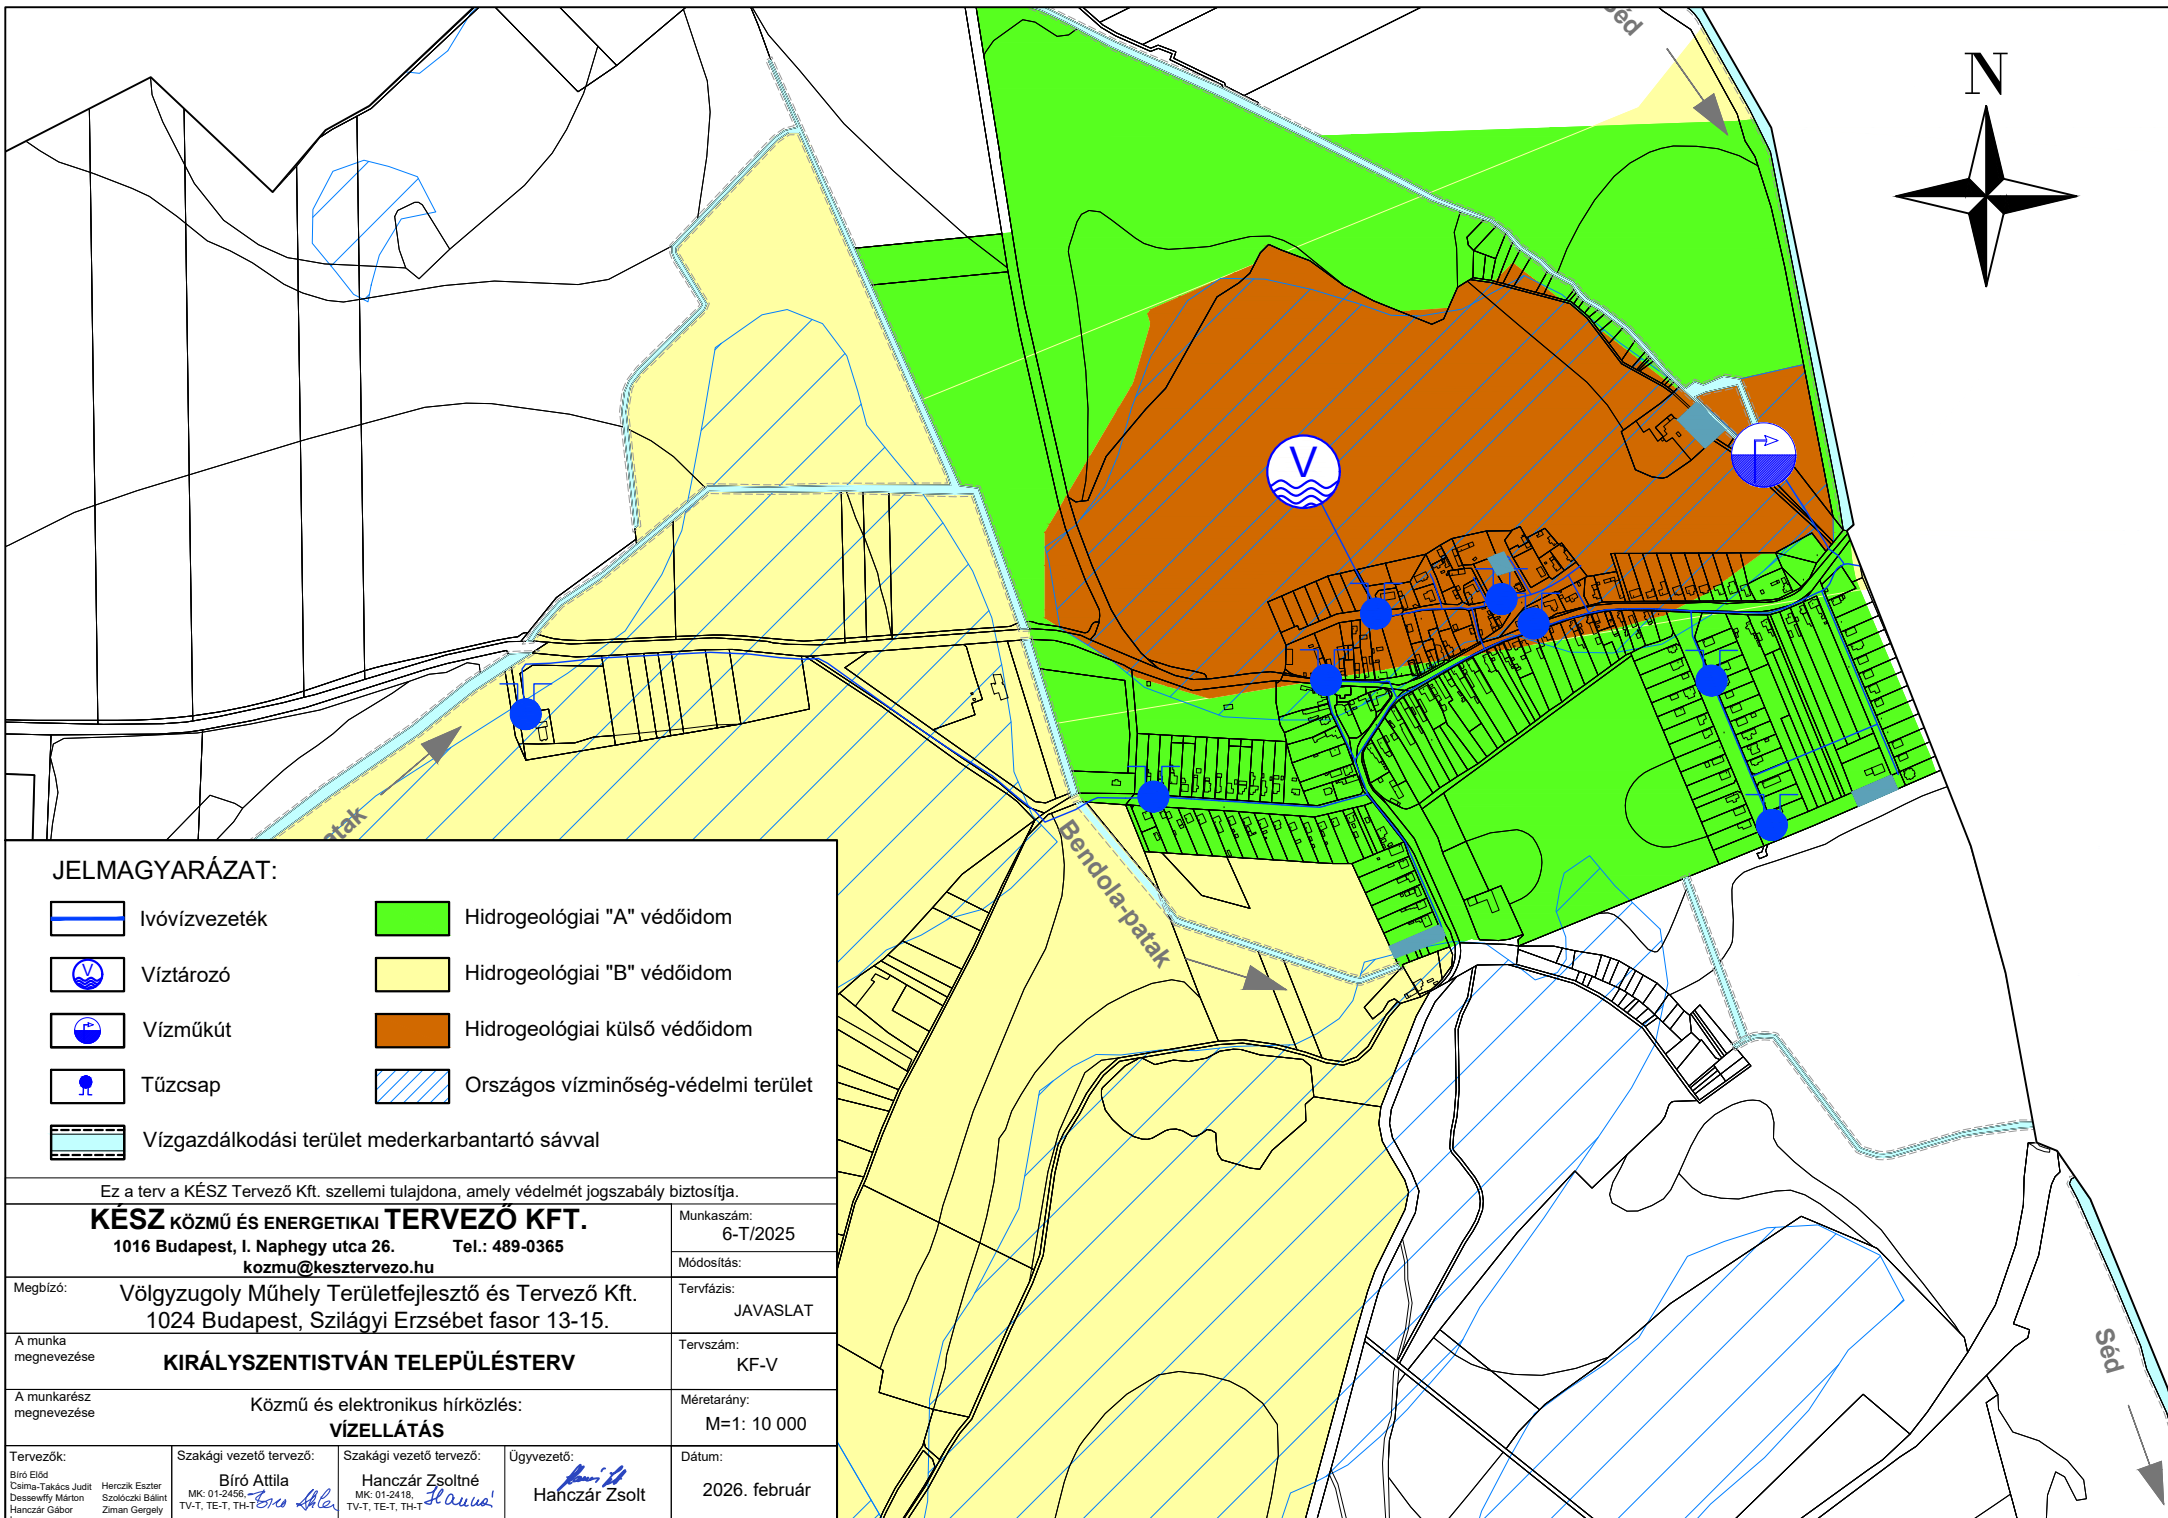 Séd
N
V
patak
Bendola-patak
Séd
JELMAGYARÁZAT:
Ivóvízvezeték
Hidrogeológiai "A" védőidom
V
Víztározó
Hidrogeológiai "B" védőidom
Vízműkút
Hidrogeológiai külső védőidom
Tűzcsap
Országos vízminőség-védelmi terület
Vízgazdálkodási terület mederkarbantartó sávval
Ez a terv a KÉSZ Tervező Kft. szellemi tulajdona, amely védelmét jogszabály biztosítja.
KÉSZ KÖZMŰ ÉS ENERGETIKAI TERVEZŐ KFT.
1016 Budapest, I. Naphegy utca 26. Tel.: 489-0365
kozmu@kesztervezo.hu
Munkaszám:
6-T/2025
Módosítás:
Megbízó:
Völgyzugoly Műhely Területfejlesztő és Tervező Kft.
1024 Budapest, Szilágyi Erzsébet fasor 13-15.
Tervfázis:
JAVASLAT
A munka
megnevezése
KIRÁLYSZENTISTVÁN TELEPÜLÉSTERV
Tervszám:
KF-V
A munkarész
megnevezése
Közmű és elektronikus hírközlés:
VÍZELLÁTÁS
Méretarány:
M=1: 10 000
Tervezők:
Bíró Előd
Csima-Takács Judit Herczik Eszter
Dessewffy Márton Szolóczki Bálint
Hanczár Gábor Ziman Gergely
Szakági vezető tervező:
Bíró Attila
MK: 01-2456,
TV-T, TE-T, TH-T
Szakági vezető tervező:
Hanczár Zsoltné
MK: 01-2418,
TV-T, TE-T, TH-T
Ügyvezető:
Hanczár Zsolt
Dátum:
2026. február